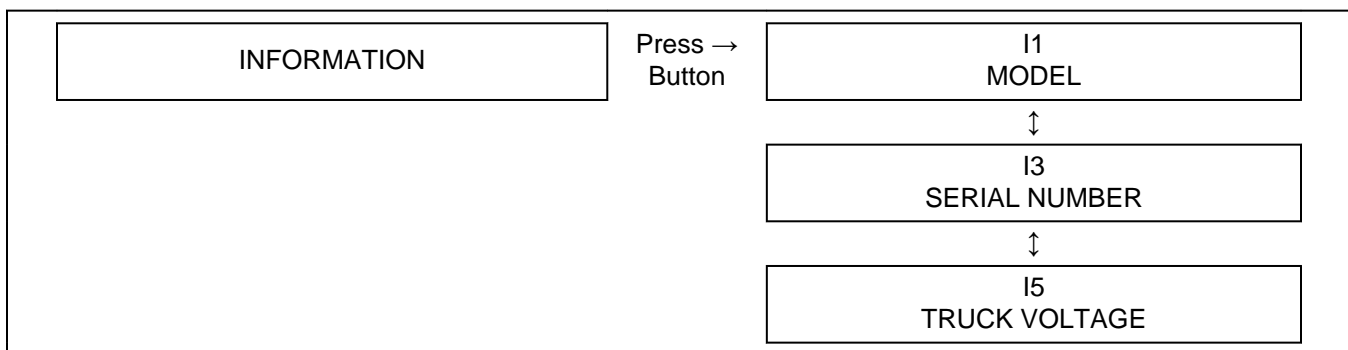 INFORMATION
Press →
Button
I1
MODEL
↕
I3
SERIAL NUMBER
↕
I5
TRUCK VOLTAGE